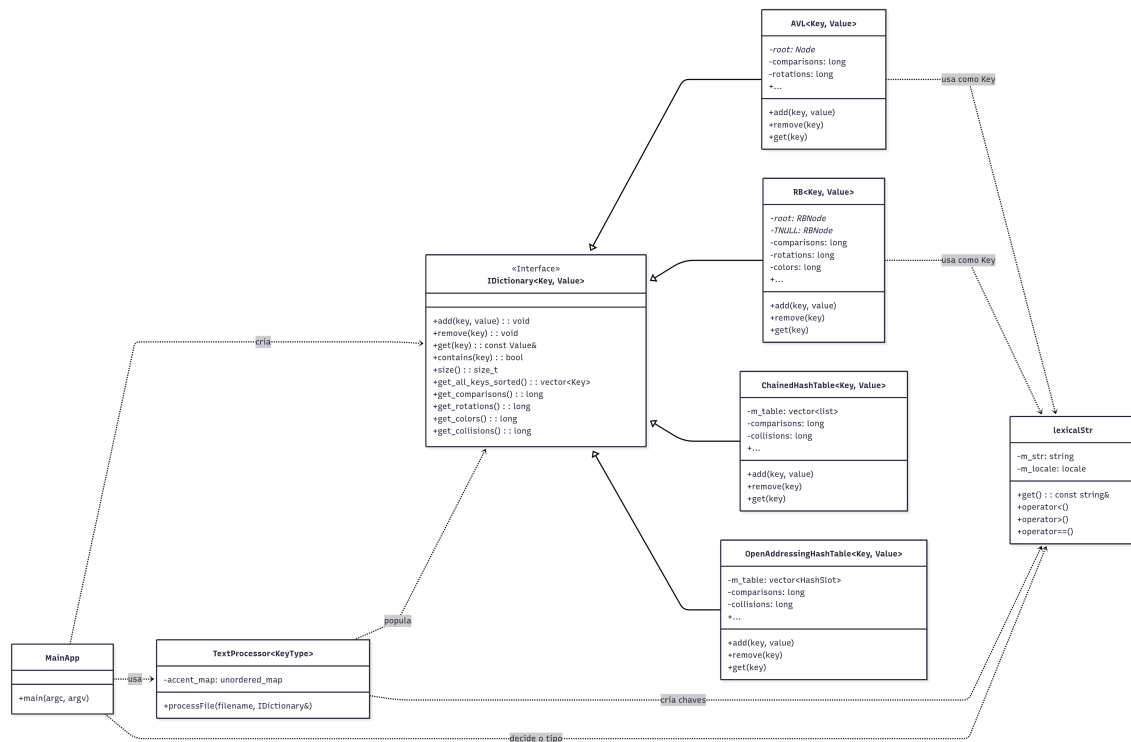 AVL<Key, Value>
-root: Node
-comparisons: long
-rotations: long
+...
+add(key, value)
+remove(key)
+get(key)
usa como Key
RB<Key, Value>
-root: RBNode
-TNULL: RBNode
-comparisons: long
-rotations: long
-colors: long
+...
+add(key, value)
+remove(key)
+get(key)
usa como Key
«Interface»
IDictionary<Key, Value>
+add(key, value) : : void
+remove(key) : : void
+get(key) : : const Value&
+contains(key) : : bool
+size() : : size_t
+get_all_keys_sorted() : : vector<Key>
+get_comparisons() : : long
+get_rotations() : : long
+get_colors() : : long
+get_collisions() : : long
cria
ChainedHashTable<Key, Value>
-m_table: vector<list>
-comparisons: long
-collisions: long
+...
+add(key, value)
+remove(key)
+get(key)
lexicalStr
-m_str: string
-m_locale: locale
+get() : : const string&
+operator<()
+operator>()
+operator==()
OpenAddressingHashTable<Key, Value>
-m_table: vector<HashSlot>
-comparisons: long
-collisions: long
+...
+add(key, value)
+remove(key)
+get(key)
popula
MainApp
+main(argc, argv)
usa
TextProcessor<KeyType>
-accent_map: unordered_map
+processFile(filename, IDictionary&)
cria chaves
decide o tipo